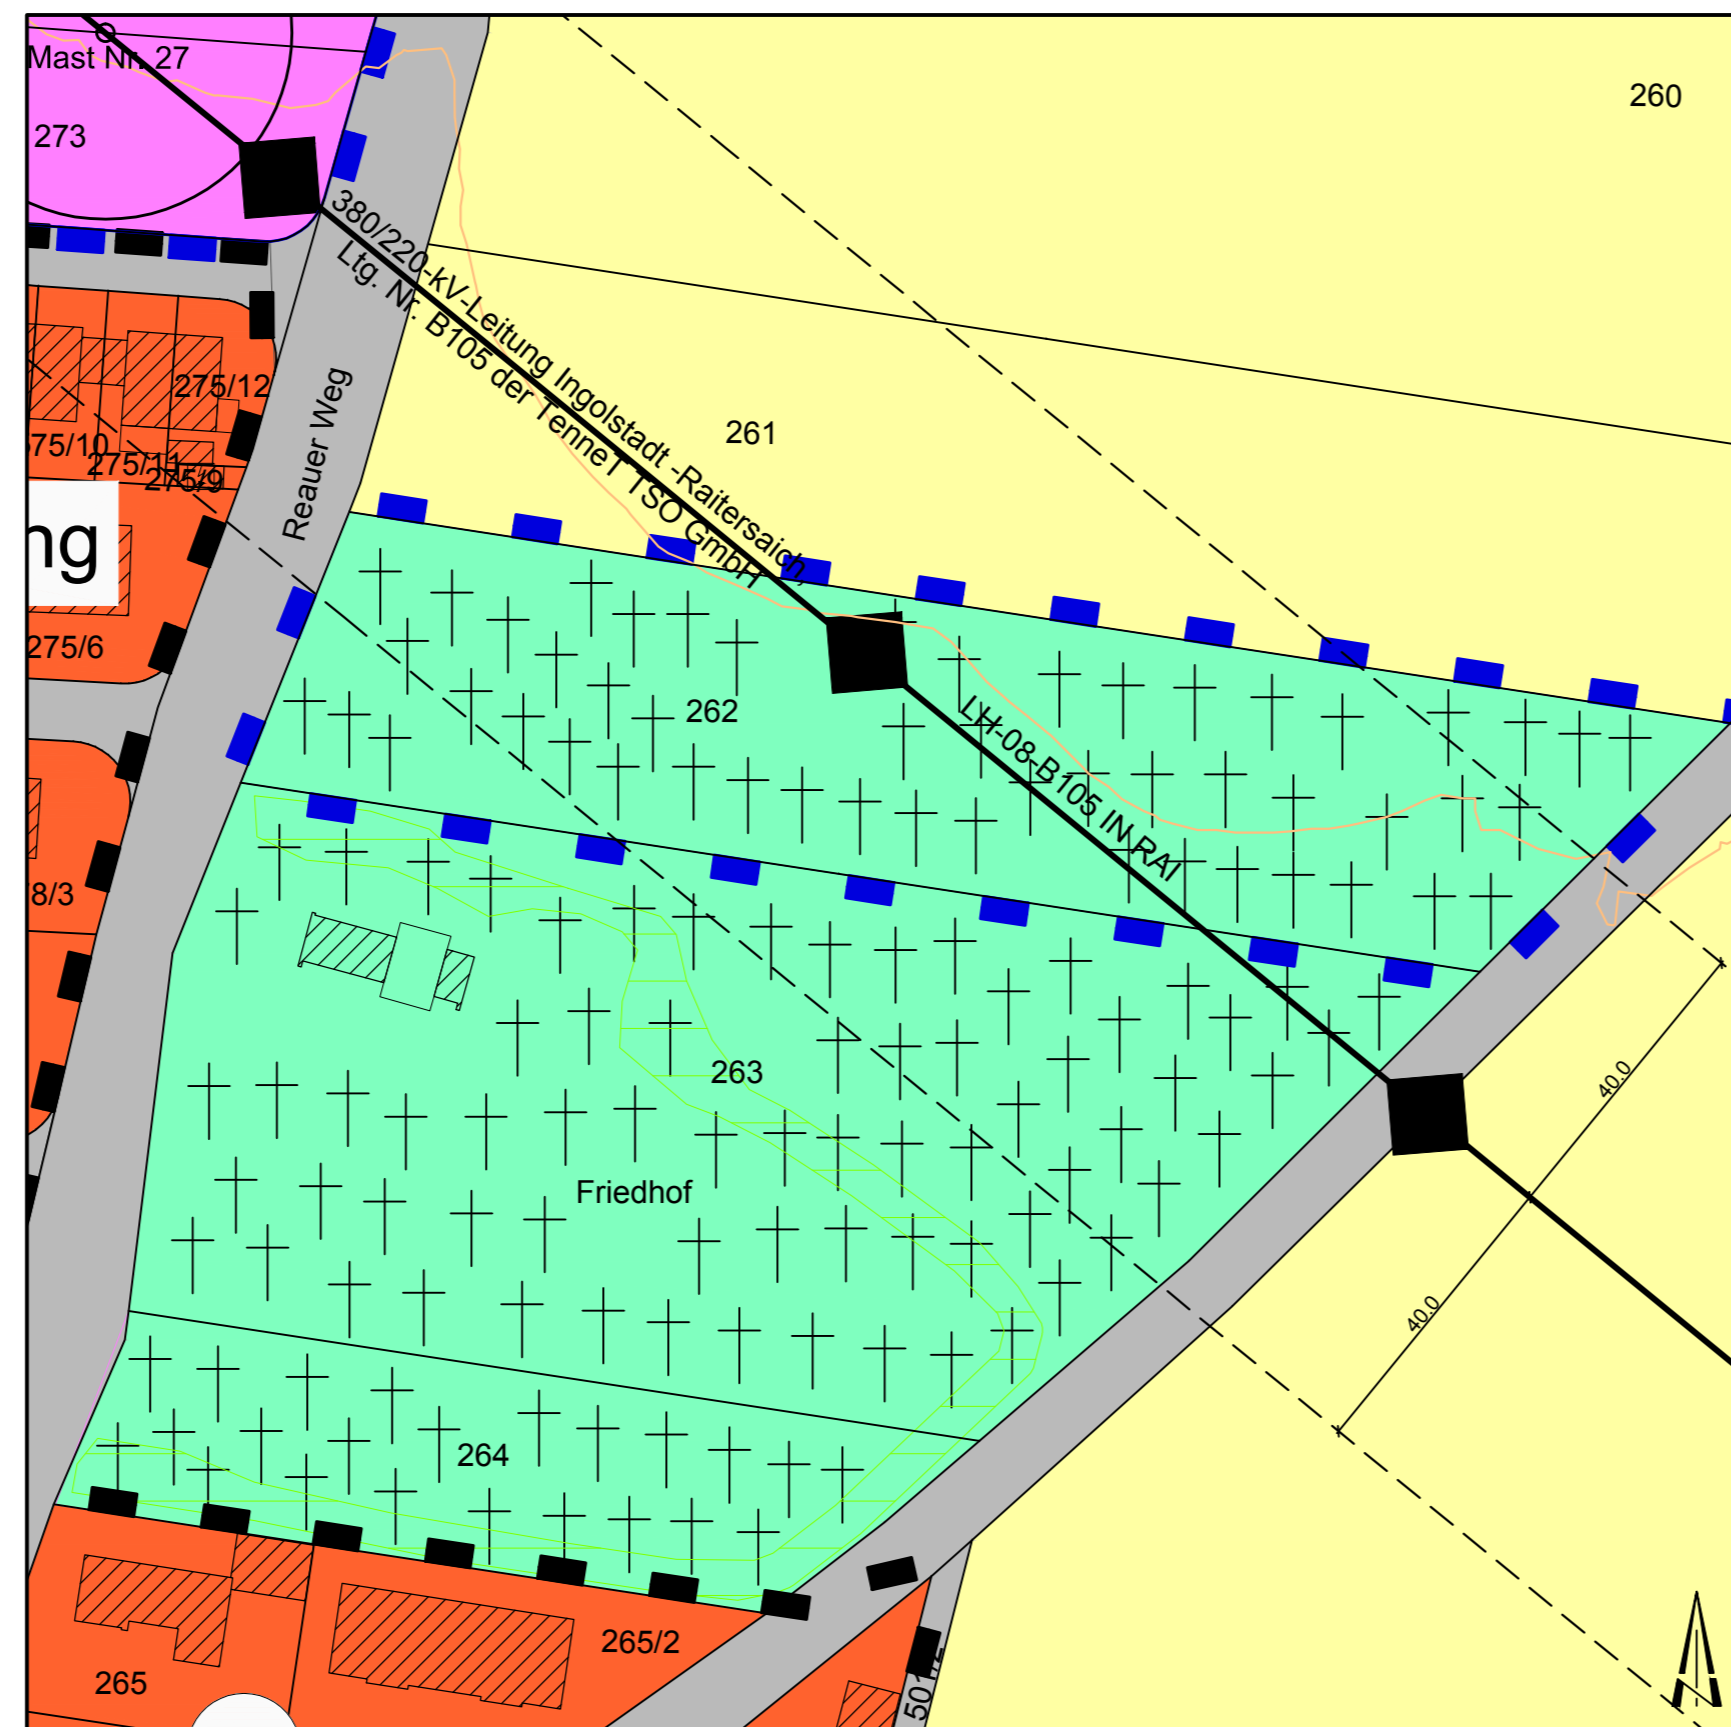 Mast Nr. 27
260
273
380/220-kV-Leitung Ingolstadt -Raitersaich,
Ltg. Nr. B105 der TenneT TSO GmbH
275/12
261
Reauer Weg
275/11
275/9
ng
275/6
262
LH-08-B105 IN RAI
8/3
263
40.0
Friedhof
40.0
264
265/2
265
501/2